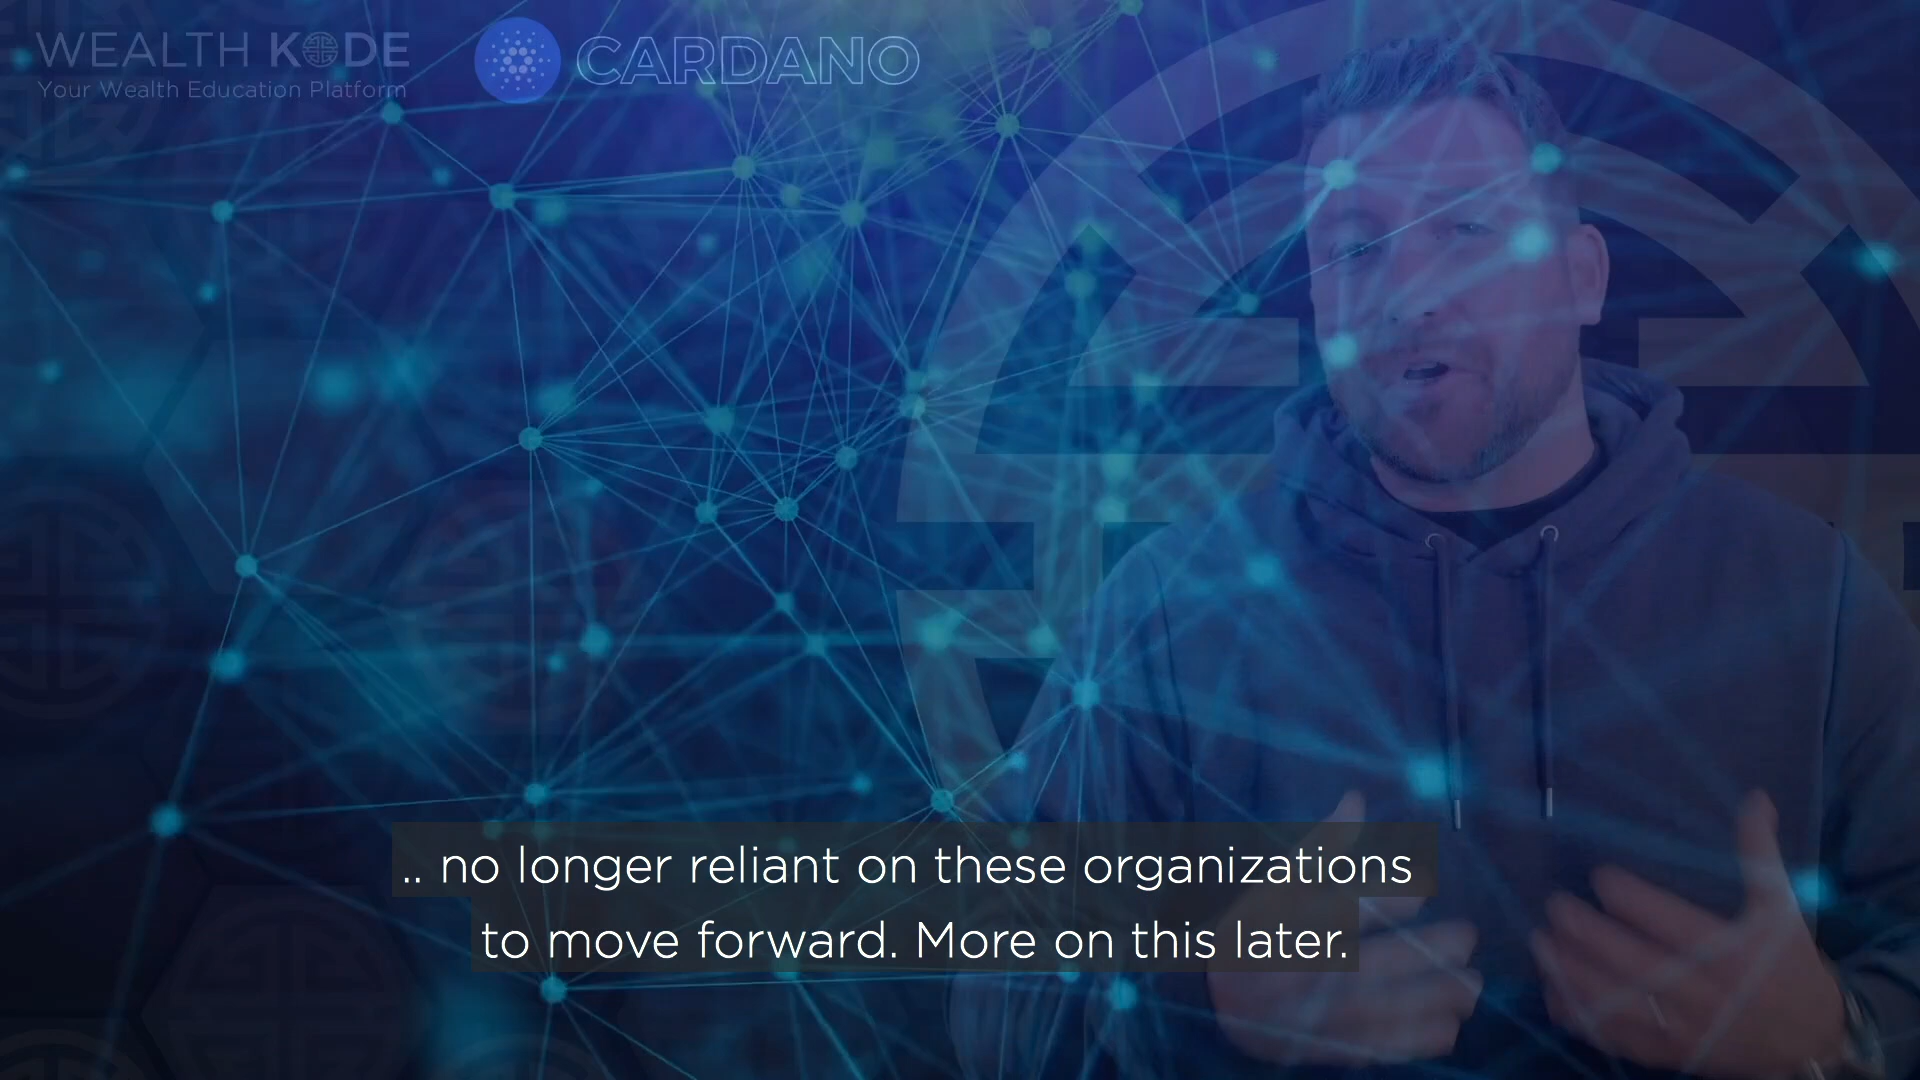 WEALTH KODE
Your Wealth Education Platform
CARDANO
.. no longer reliant on these organizations
to move forward. More on this later.